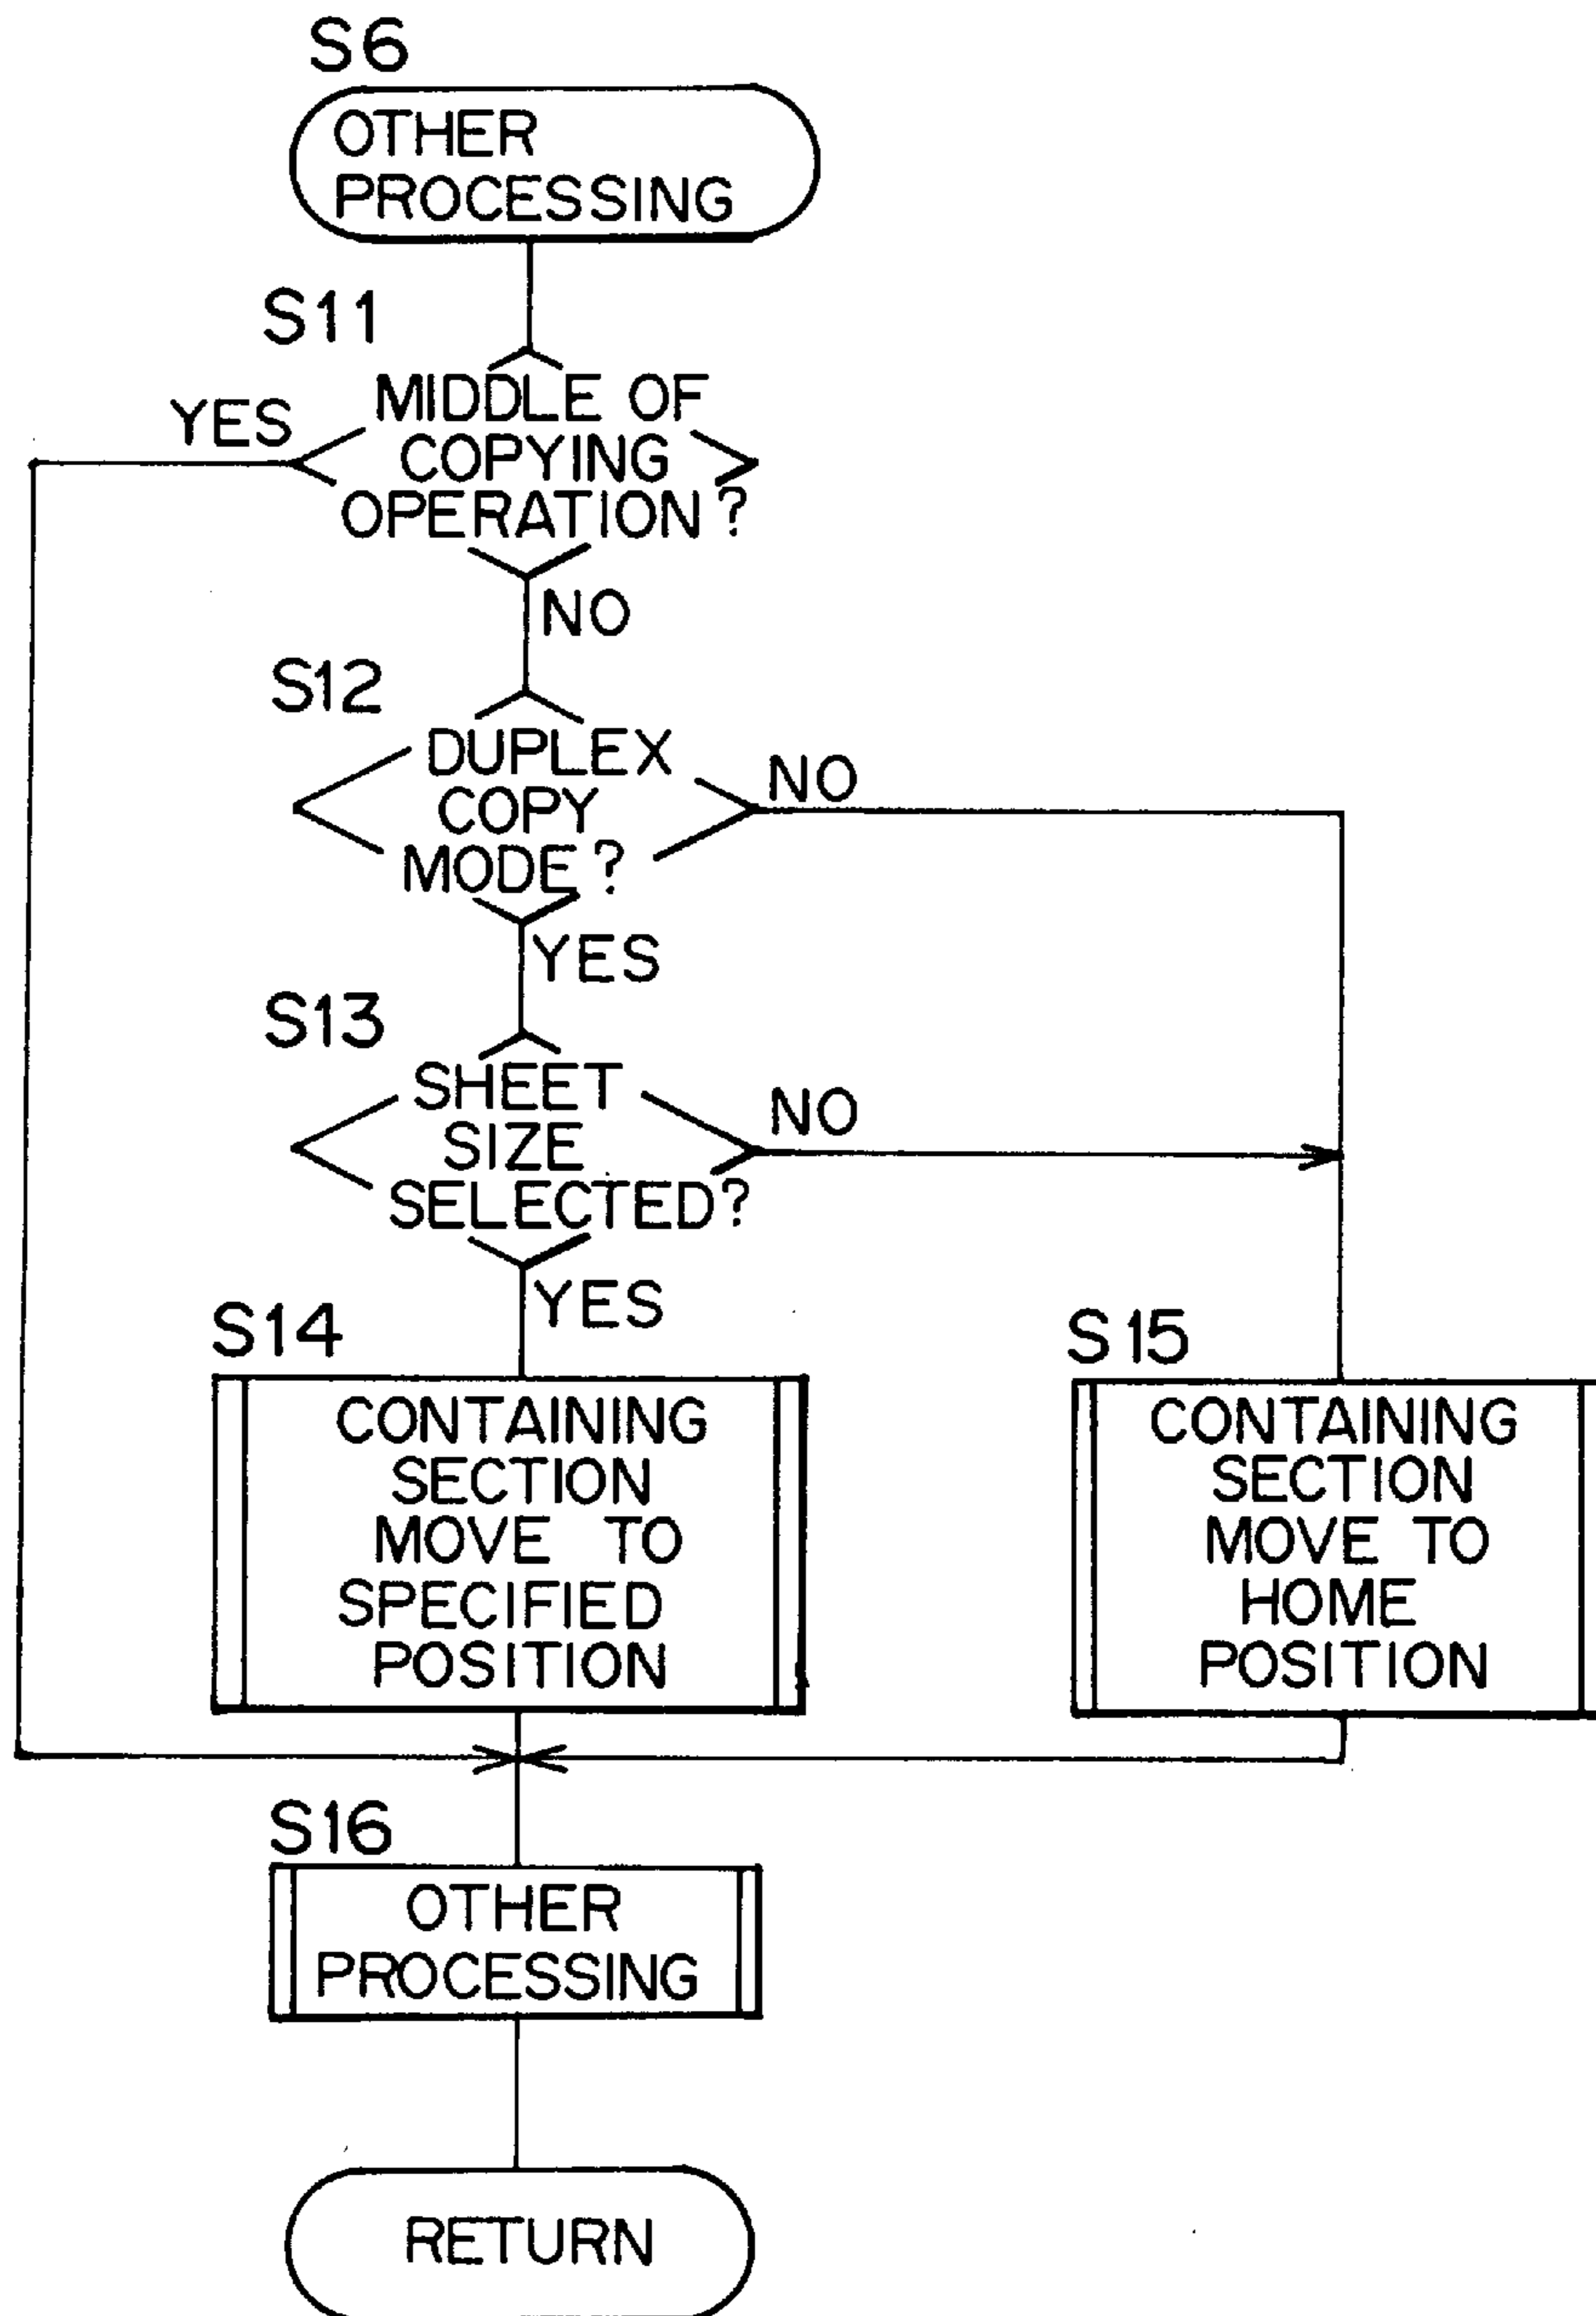 S6
OTHER
PROCESSING
S11
YES
MIDDLE OF
COPYING
OPERATION?
NO
S12
DUPLEX
COPY
MODE?
NO
YES
S13
SHEET
SIZE
SELECTED?
NO
YES
S14
CONTAINING
SECTION
MOVE TO
SPECIFIED
POSITION
S15
CONTAINING
SECTION
MOVE TO
HOME
POSITION
S16
OTHER
PROCESSING
RETURN